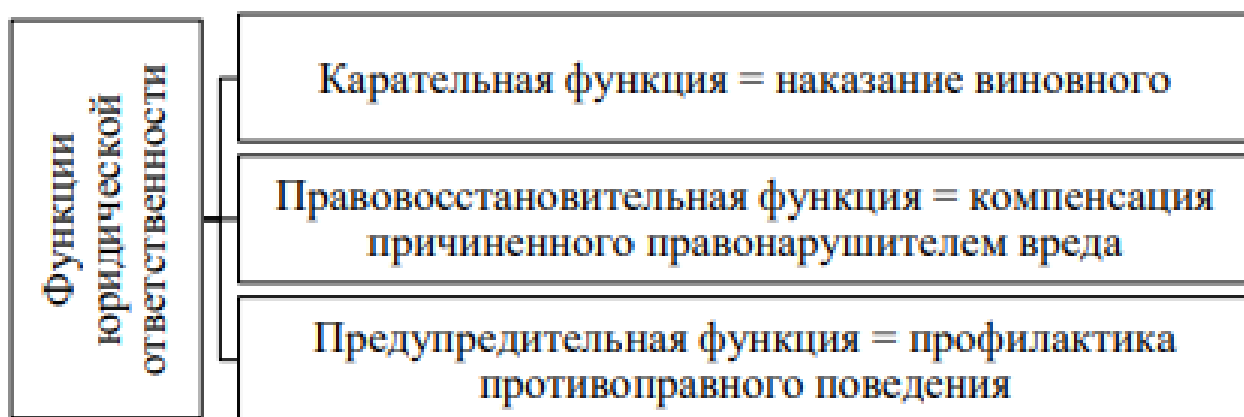 Функции
юридической
ответственности
Карательная функция = наказание виновного
Правовосстановительная функция = компенсация
причиненного правонарушителем вреда
Предупредительная функция = профилактика
противоправного поведения